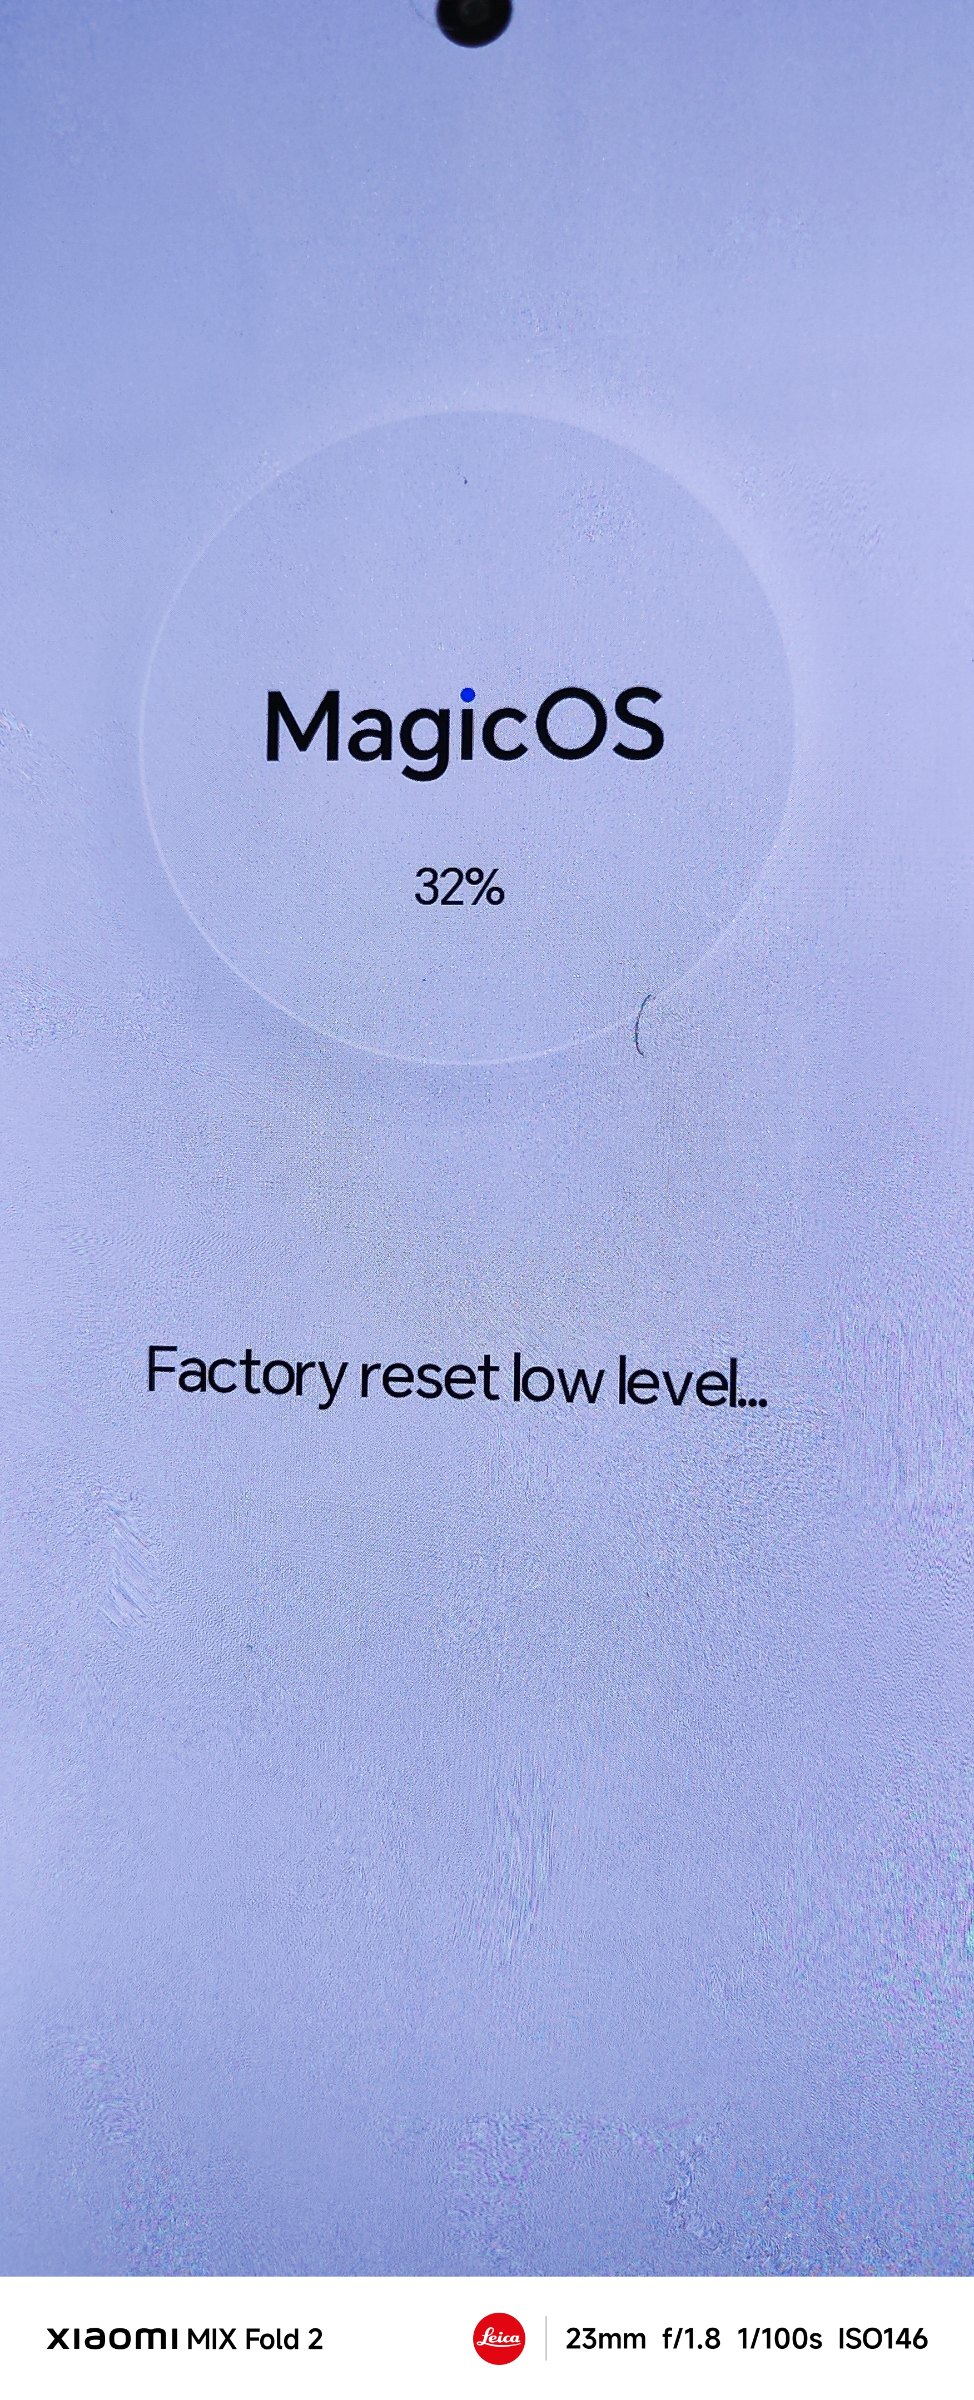 MagicOS
32%
Factory reset low level...
xiaomi MIX Fold 2
Leica
23mm f/1.8 1/100s ISO146